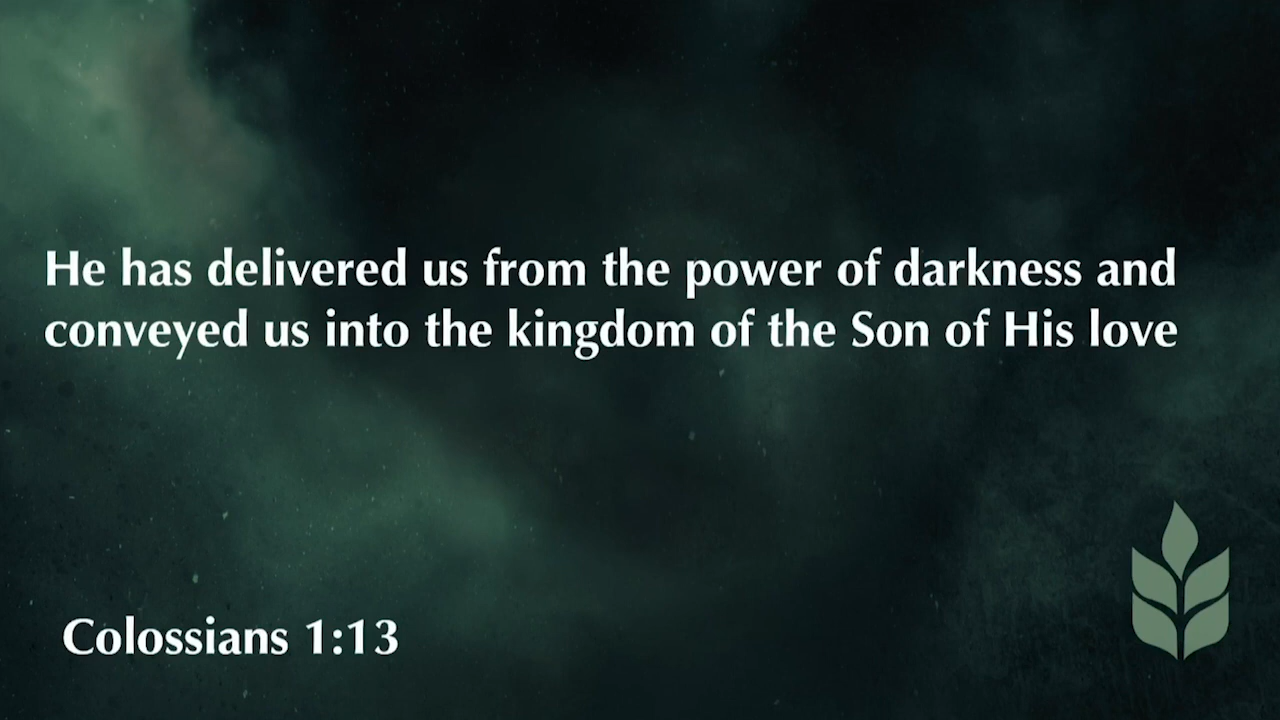 He has delivered us from the power of darkness and
conveyed us into the kingdom of the Son of His love
Colossians 1:13